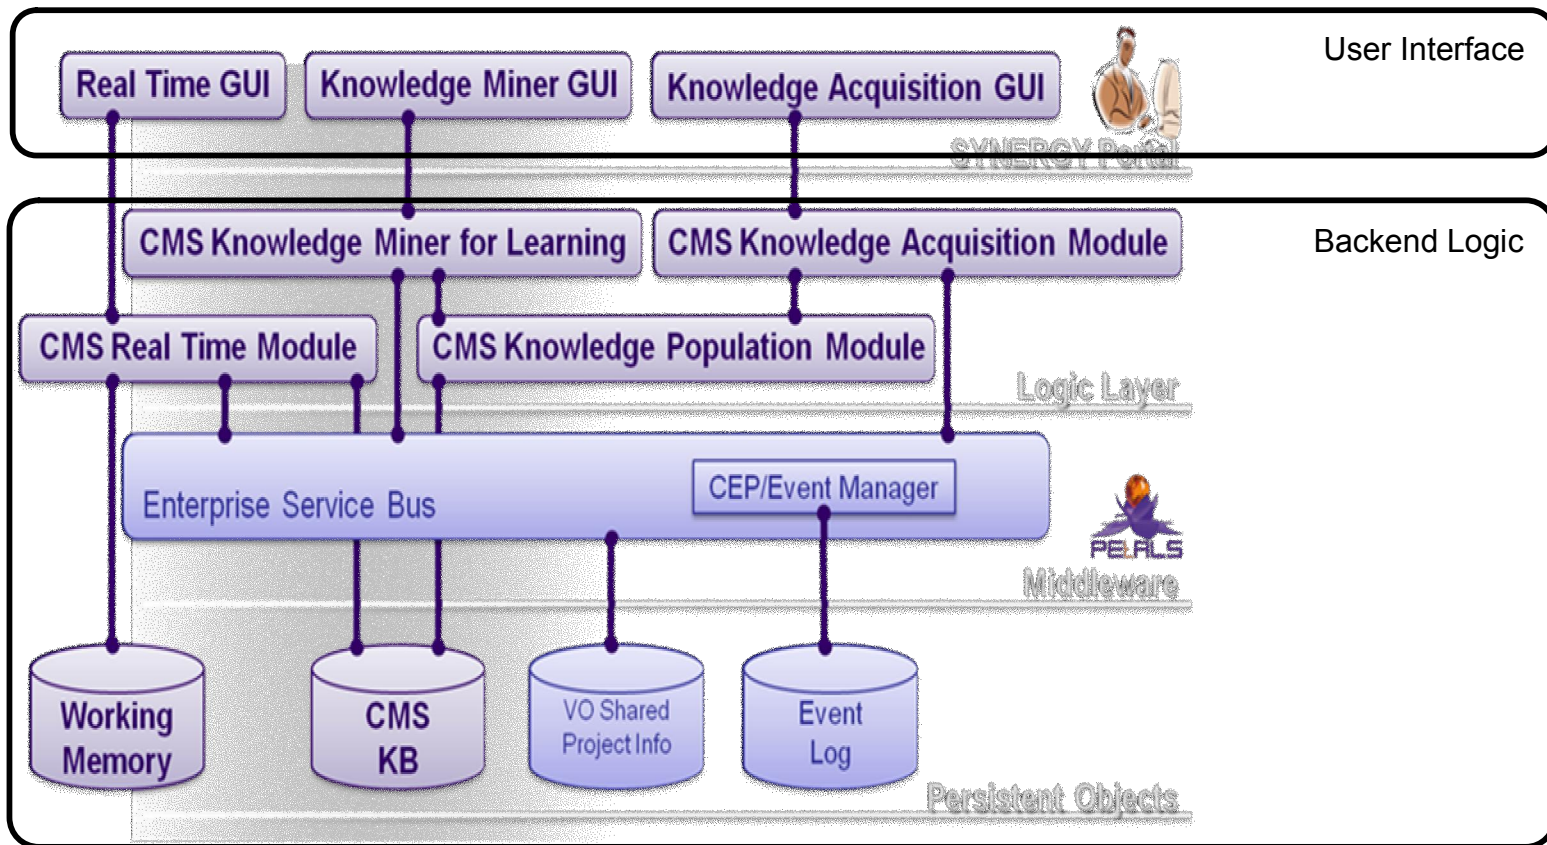 User Interface
Real Time GUI
Knowledge Miner GUI
Knowledge Acquisition GUI
SYNERGY Portal
Backend Logic
CMS Knowledge Miner for Learning
CMS Knowledge Acquisition Module
CMS Real Time Module
CMS Knowledge Population Module
Logic Layer
Enterprise Service Bus
CEP/Event Manager
PEtALS
Middleware
Working
Memory
CMS
KB
VO Shared
Project Info
Event
Log
Persistent Objects